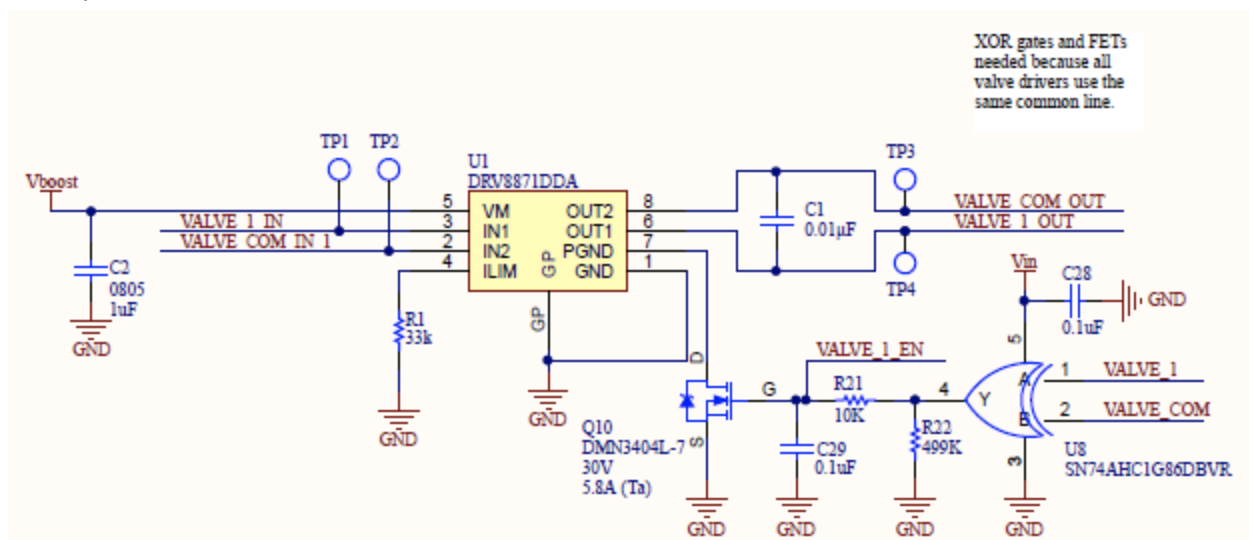 XOR gates and FETs
needed because all
valve drivers use the
same common line.
TP1
TP2
U1
DRV8871DDA
TP3
Vboost
5
VM
OUT2
8
VALVE_COM_OUT
VALVE_1_IN
3
IN1
OUT1
6
VALVE_1_OUT
VALVE_COM_IN_1
2
IN2
PGND
7
4
ILIM
GND
1
GP
C1
0.01µF
C2
0805
1uF
GND
TP4
Vin
C28
GND
0.1uF
R1
33k
GP
5
GND
GND
D
VALVE_1_EN
G
R21
10K
4
Y
A
B
1
VALVE_1
2
VALVE_COM
Q10
DMN3404L-7
30V
5.8A (Ta)
S
C29
0.1uF
R22
499K
3
U8
SN74AHC1G86DBVR
GND
GND
GND
GND